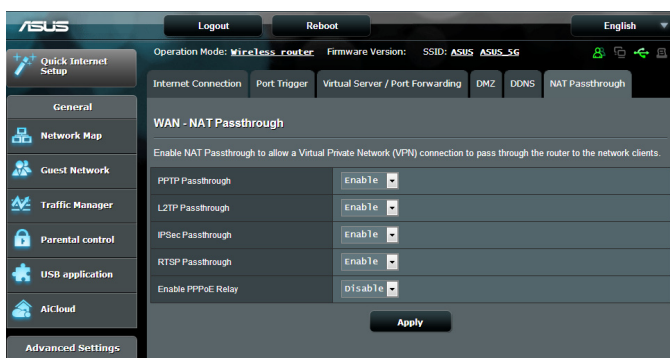 ASUS
Logout
Reboot
English
Quick Internet
Setup
Operation Mode: Wireless router Firmware Version: SSID: ASUS ASUS_5G
Internet Connection
Port Trigger
Virtual Server / Port Forwarding
DMZ
DDNS
NAT Passthrough
General
Network Map
Guest Network
Traffic Manager
Parental control
USB application
AiCloud
Advanced Settings
WAN - NAT Passthrough
Enable NAT Passthrough to allow a Virtual Private Network (VPN) connection to pass through the router to the network clients.
PPTP Passthrough Enable
L2TP Passthrough Enable
IPSec Passthrough Enable
RTSP Passthrough Enable
Enable PPPoE Relay Disable
Apply